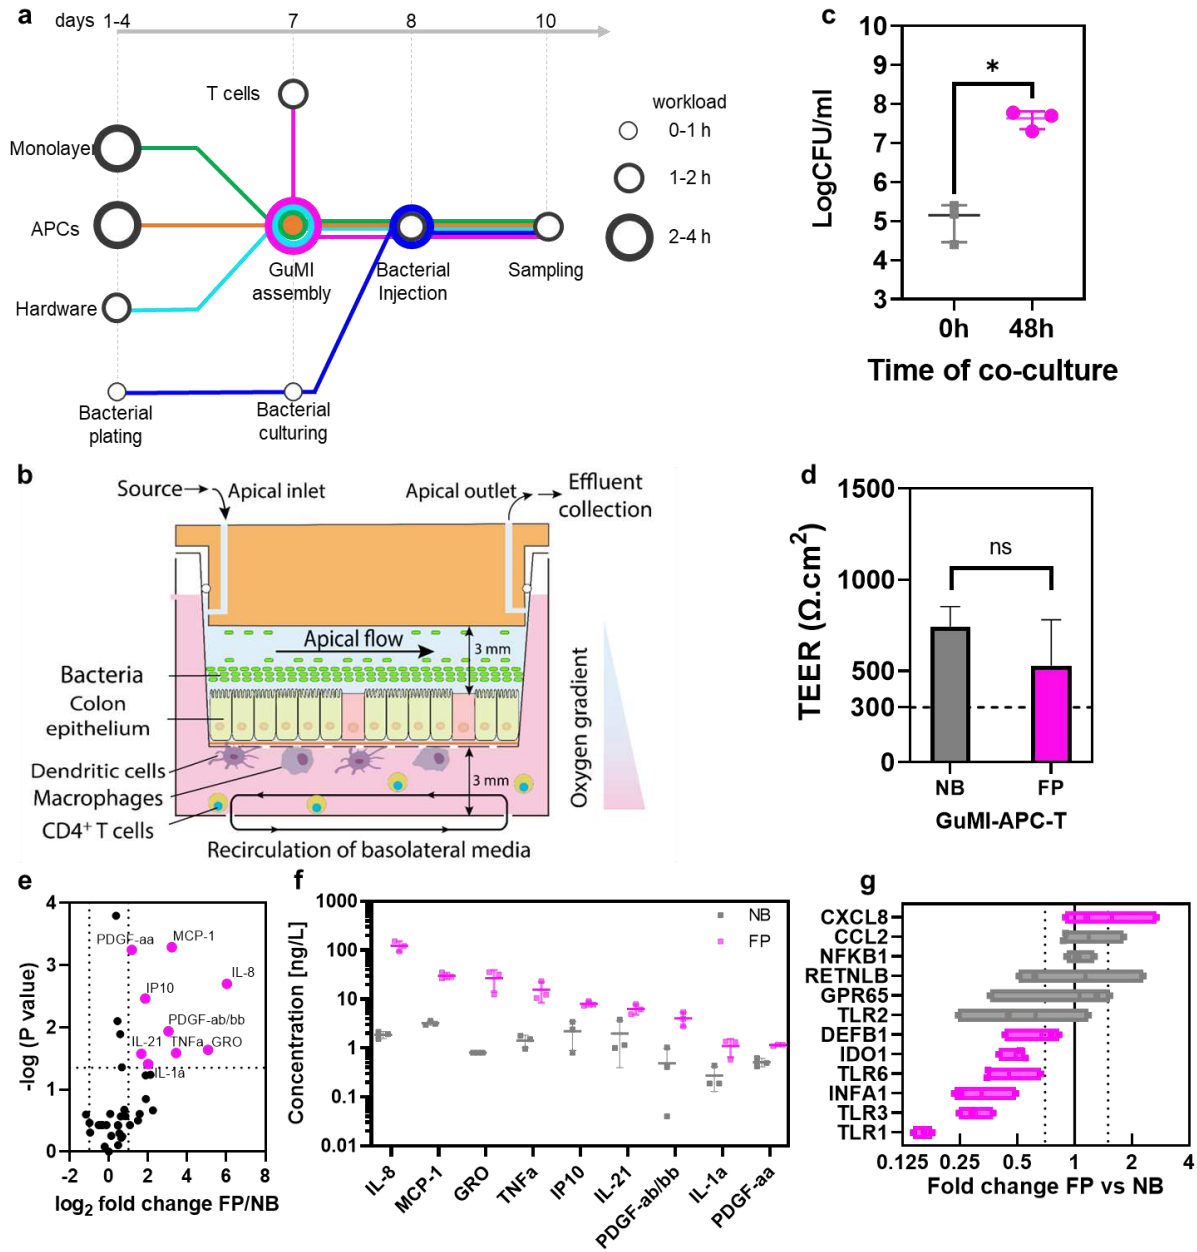 a
days 1-4 7 8 10
T cells
Monolayer
APCs
Hardware
GuMI
assembly
Bacterial
Injection
Sampling
Bacterial
plating
Bacterial
culturing
workload
0-1 h
1-2 h
2-4 h
c
10
9
8
7
6
5
4
3
LogCFU/ml
*
0h 48h
Time of co-culture
b
Source
Apical inlet
Apical outlet
Effluent
collection
Apical flow
3 mm
Bacteria
Colon
epithelium
Dendritic cells
Macrophages
CD4+ T cells
3 mm
Oxygen gradient
Recirculation of basolateral media
d
1500
1000
500
300
0
TEER (Ω.cm²)
ns
NB FP
GuMI-APC-T
e
4
3
2
1
0
-log (P value)
PDGF-aa
MCP-1
IL-8
IP10
PDGF-ab/bb
IL-21 TNFa GRO
IL-1a
-2 0 2 4 6 8
log2 fold change FP/NB
f
1000
100
10
1
0.1
0.01
Concentration [ng/L]
NB
FP
IL-8
MCP-1
GRO
TNFa
IP10
IL-21
PDGF-ab/bb
IL-1a
PDGF-aa
g
CXCL8
CCL2
NFKB1
RETNLB
GPR65
TLR2
DEFB1
IDO1
TLR6
INFA1
TLR3
TLR1
0.125 0.25 0.5 1 2 4
Fold change FP vs NB